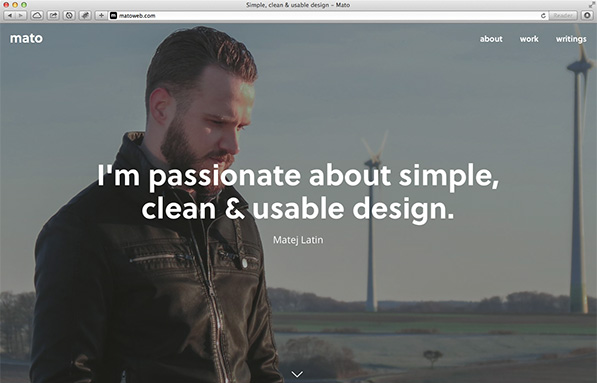 Simple, clean & usable design – Mato
matoweb.com
Reader
mato
about work writings
I'm passionate about simple,
clean & usable design.
Matej Latin